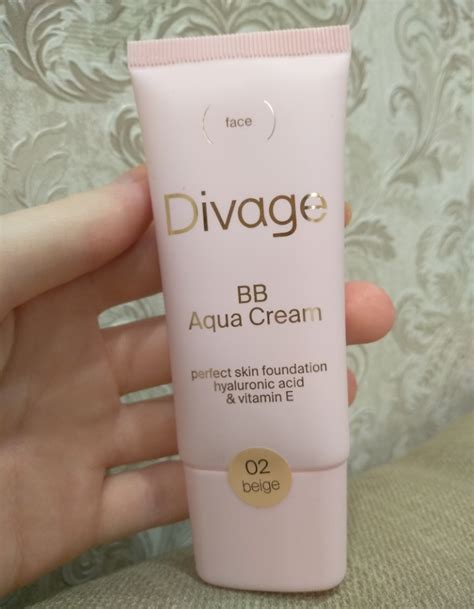 face
Divage
BB
Aqua Cream
perfect skin foundation
hyaluronic acid
& vitamin E
02
beige